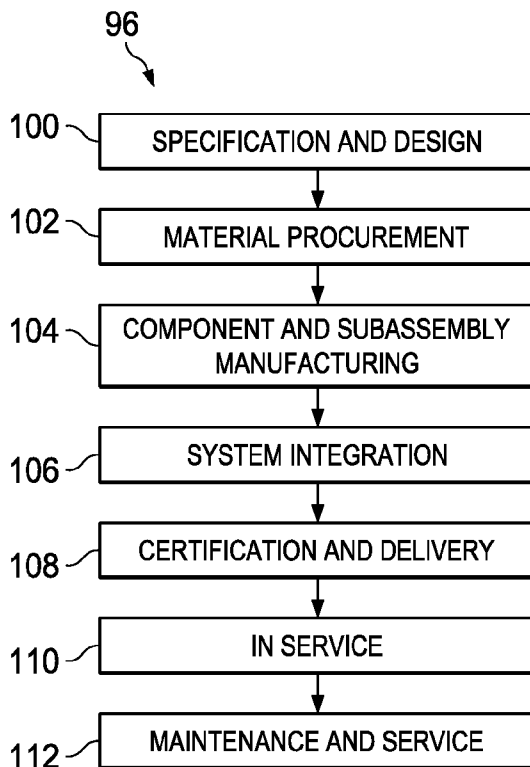 96
100
SPECIFICATION AND DESIGN
102
MATERIAL PROCUREMENT
104
COMPONENT AND SUBASSEMBLY
MANUFACTURING
106
SYSTEM INTEGRATION
108
CERTIFICATION AND DELIVERY
110
IN SERVICE
112
MAINTENANCE AND SERVICE